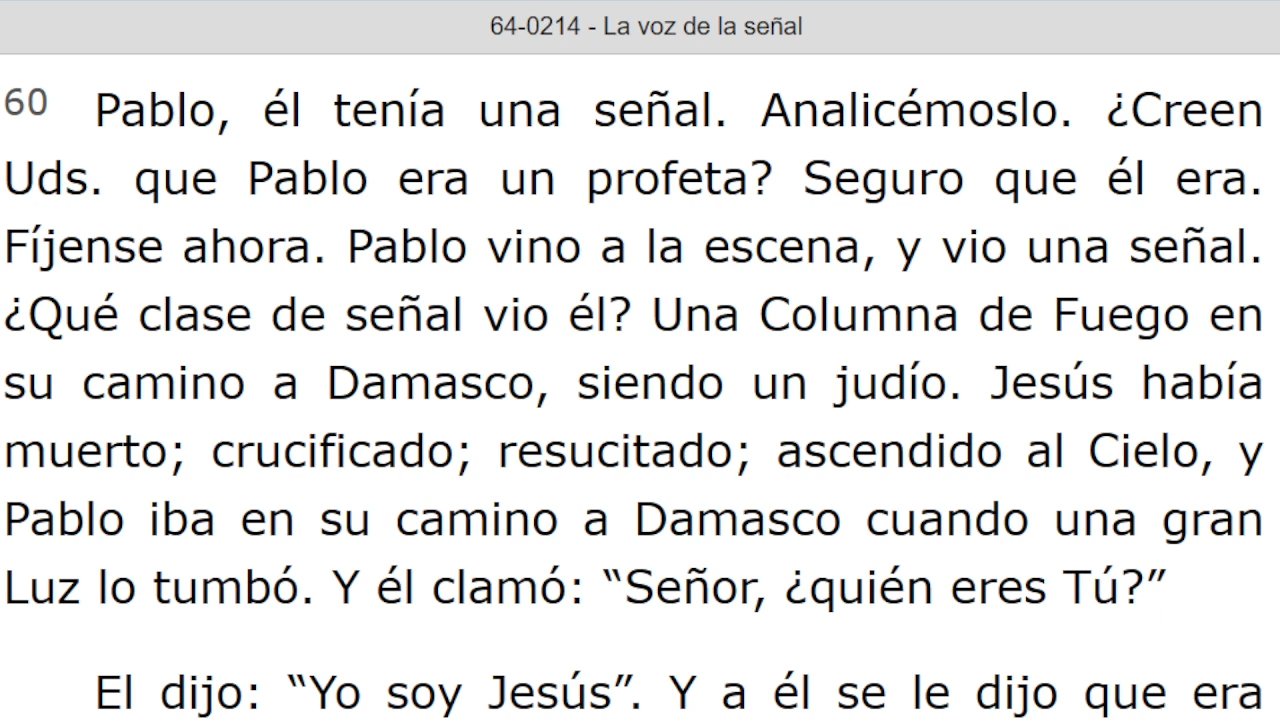 64-0214 - La voz de la señal
60 Pablo, él tenía una señal. Analicémoslo. ¿Creen
Uds. que Pablo era un profeta? Seguro que él era.
Fíjense ahora. Pablo vino a la escena, y vio una señal.
¿Qué clase de señal vio él? Una Columna de Fuego en
su camino a Damasco, siendo un judío. Jesús había
muerto; crucificado; resucitado; ascendido al Cielo, y
Pablo iba en su camino a Damasco cuando una gran
Luz lo tumbó. Y él clamó: “Señor, ¿quién eres Tú?”
El dijo: “Yo soy Jesús”. Y a él se le dijo que era